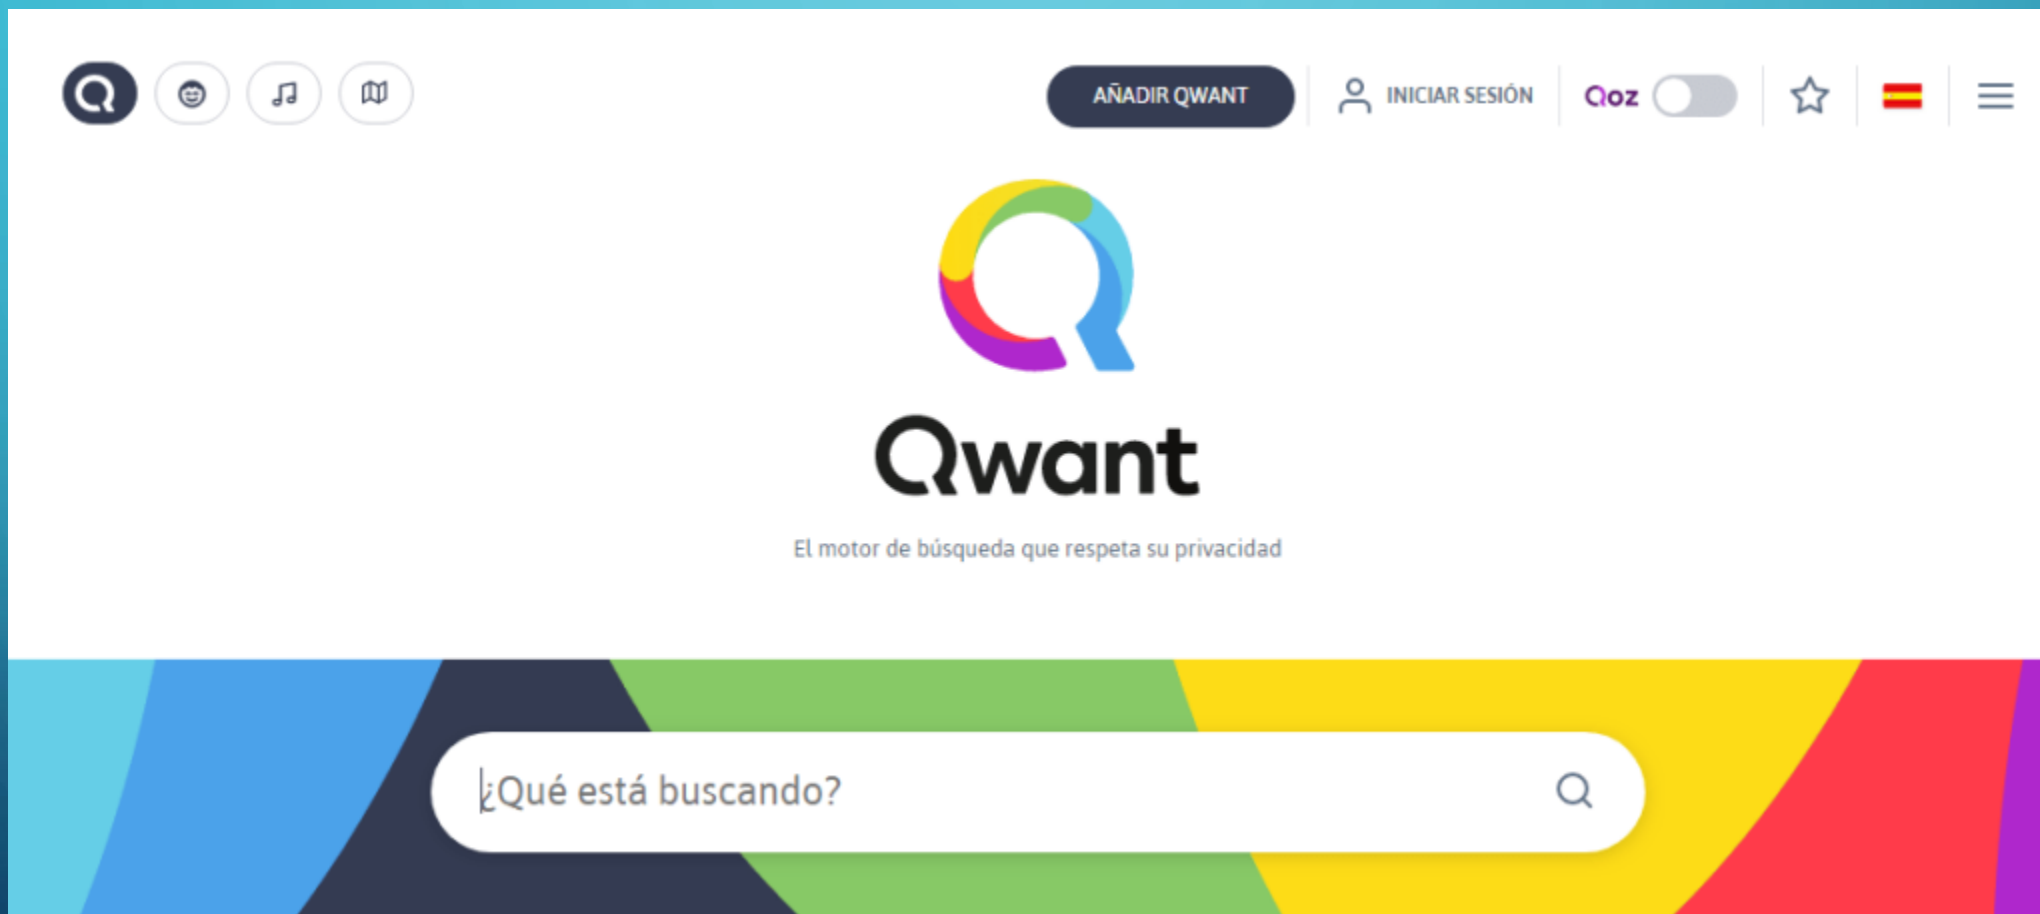 AÑADIR QWANT
INICIAR SESIÓN
Qoz
Qwant
El motor de búsqueda que respeta su privacidad
¿Qué está buscando?